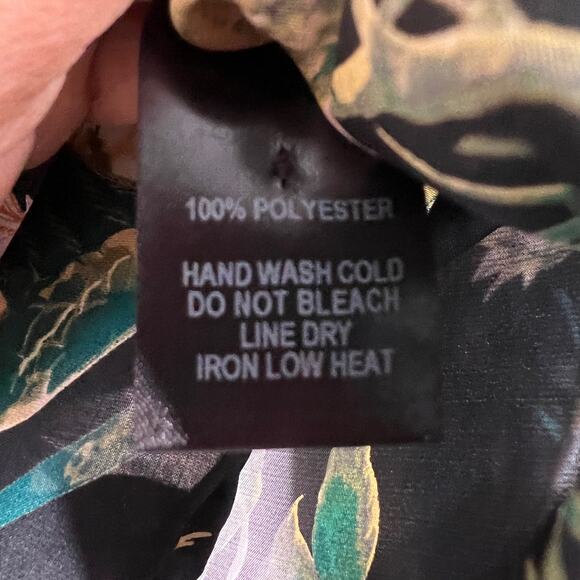 100% POLYESTER
HAND WASH COLD
DO NOT BLEACH
LINE DRY
IRON LOW HEAT